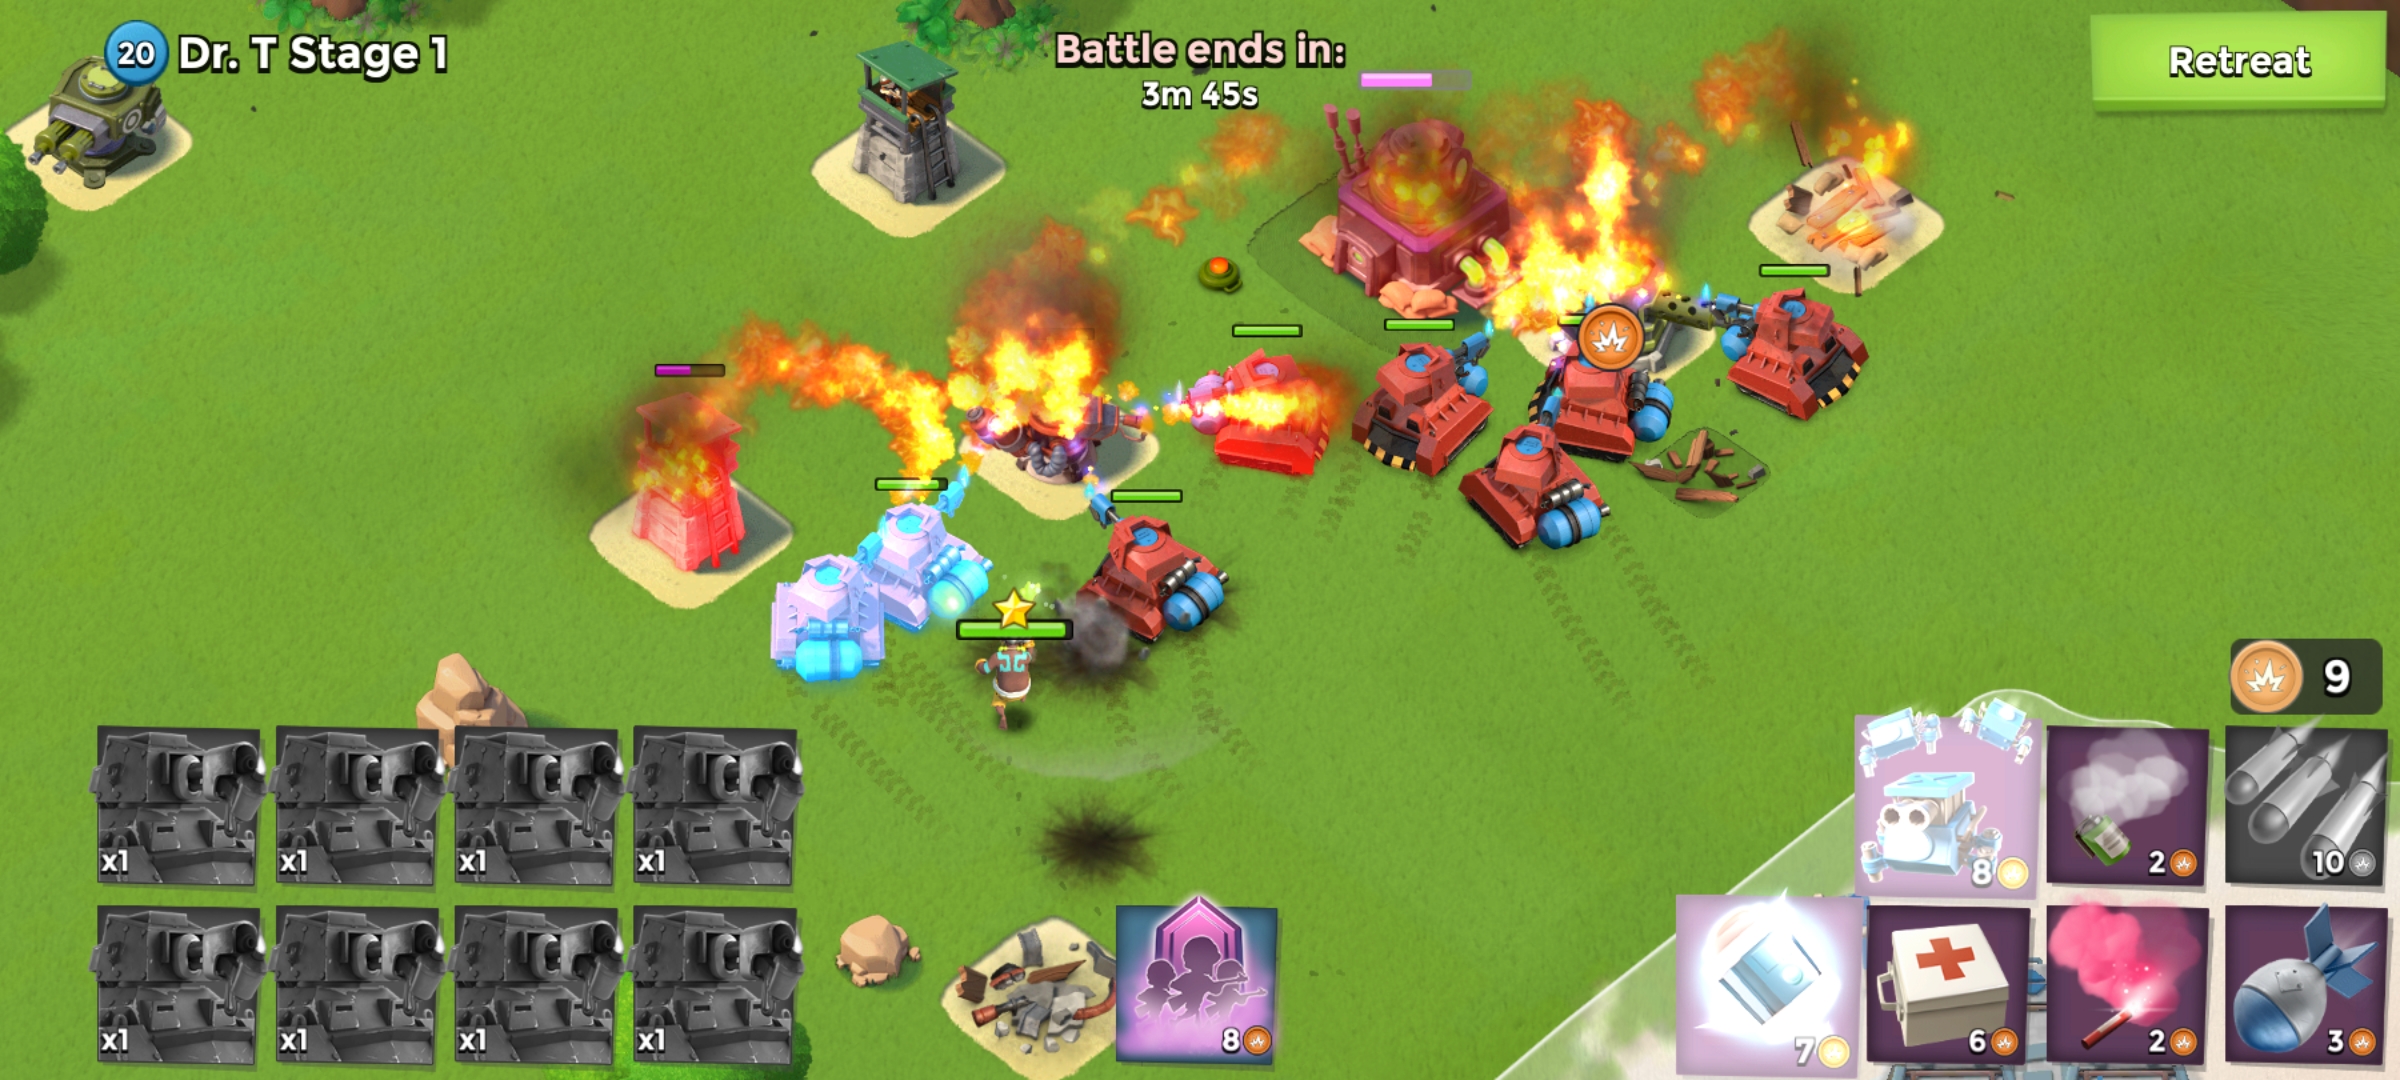 20 Dr. T Stage 1
Battle ends in:
3m 45s
Retreat
9
x1 x1 x1 x1
8 2 10
x1 x1 x1 x1
8
7 6 2 3